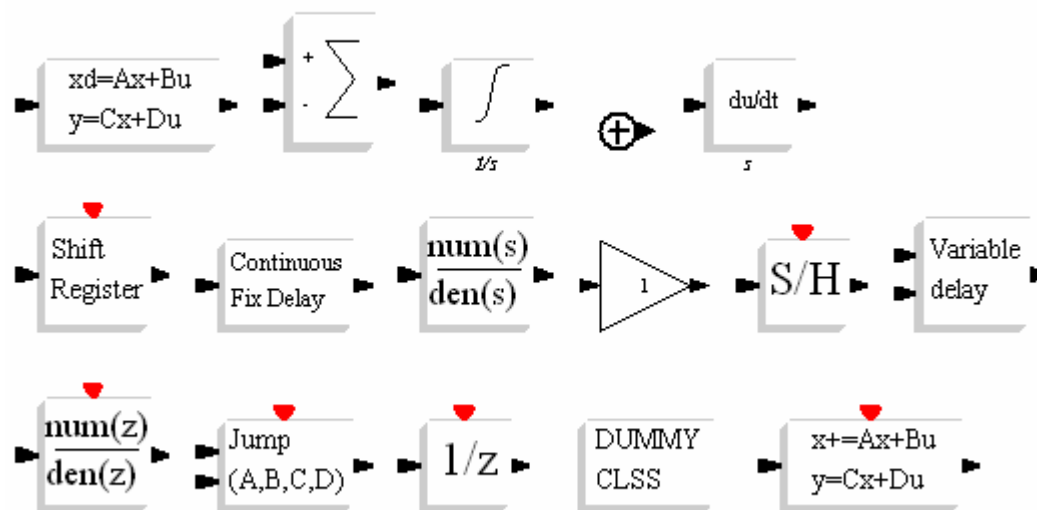 xd=Ax+Bu
y=Cx+Du
+
-
1/s
du/dt
s
Shift
Register
Continuous
Fix Delay
num(s)
den(s)
1
S/H
Variable
delay
num(z)
den(z)
Jump
(A,B,C,D)
1/z
DUMMY
CLSS
x+=Ax+Bu
y=Cx+Du